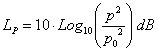 L_P = 10 · Log_10(p^2/p_0^2) dB